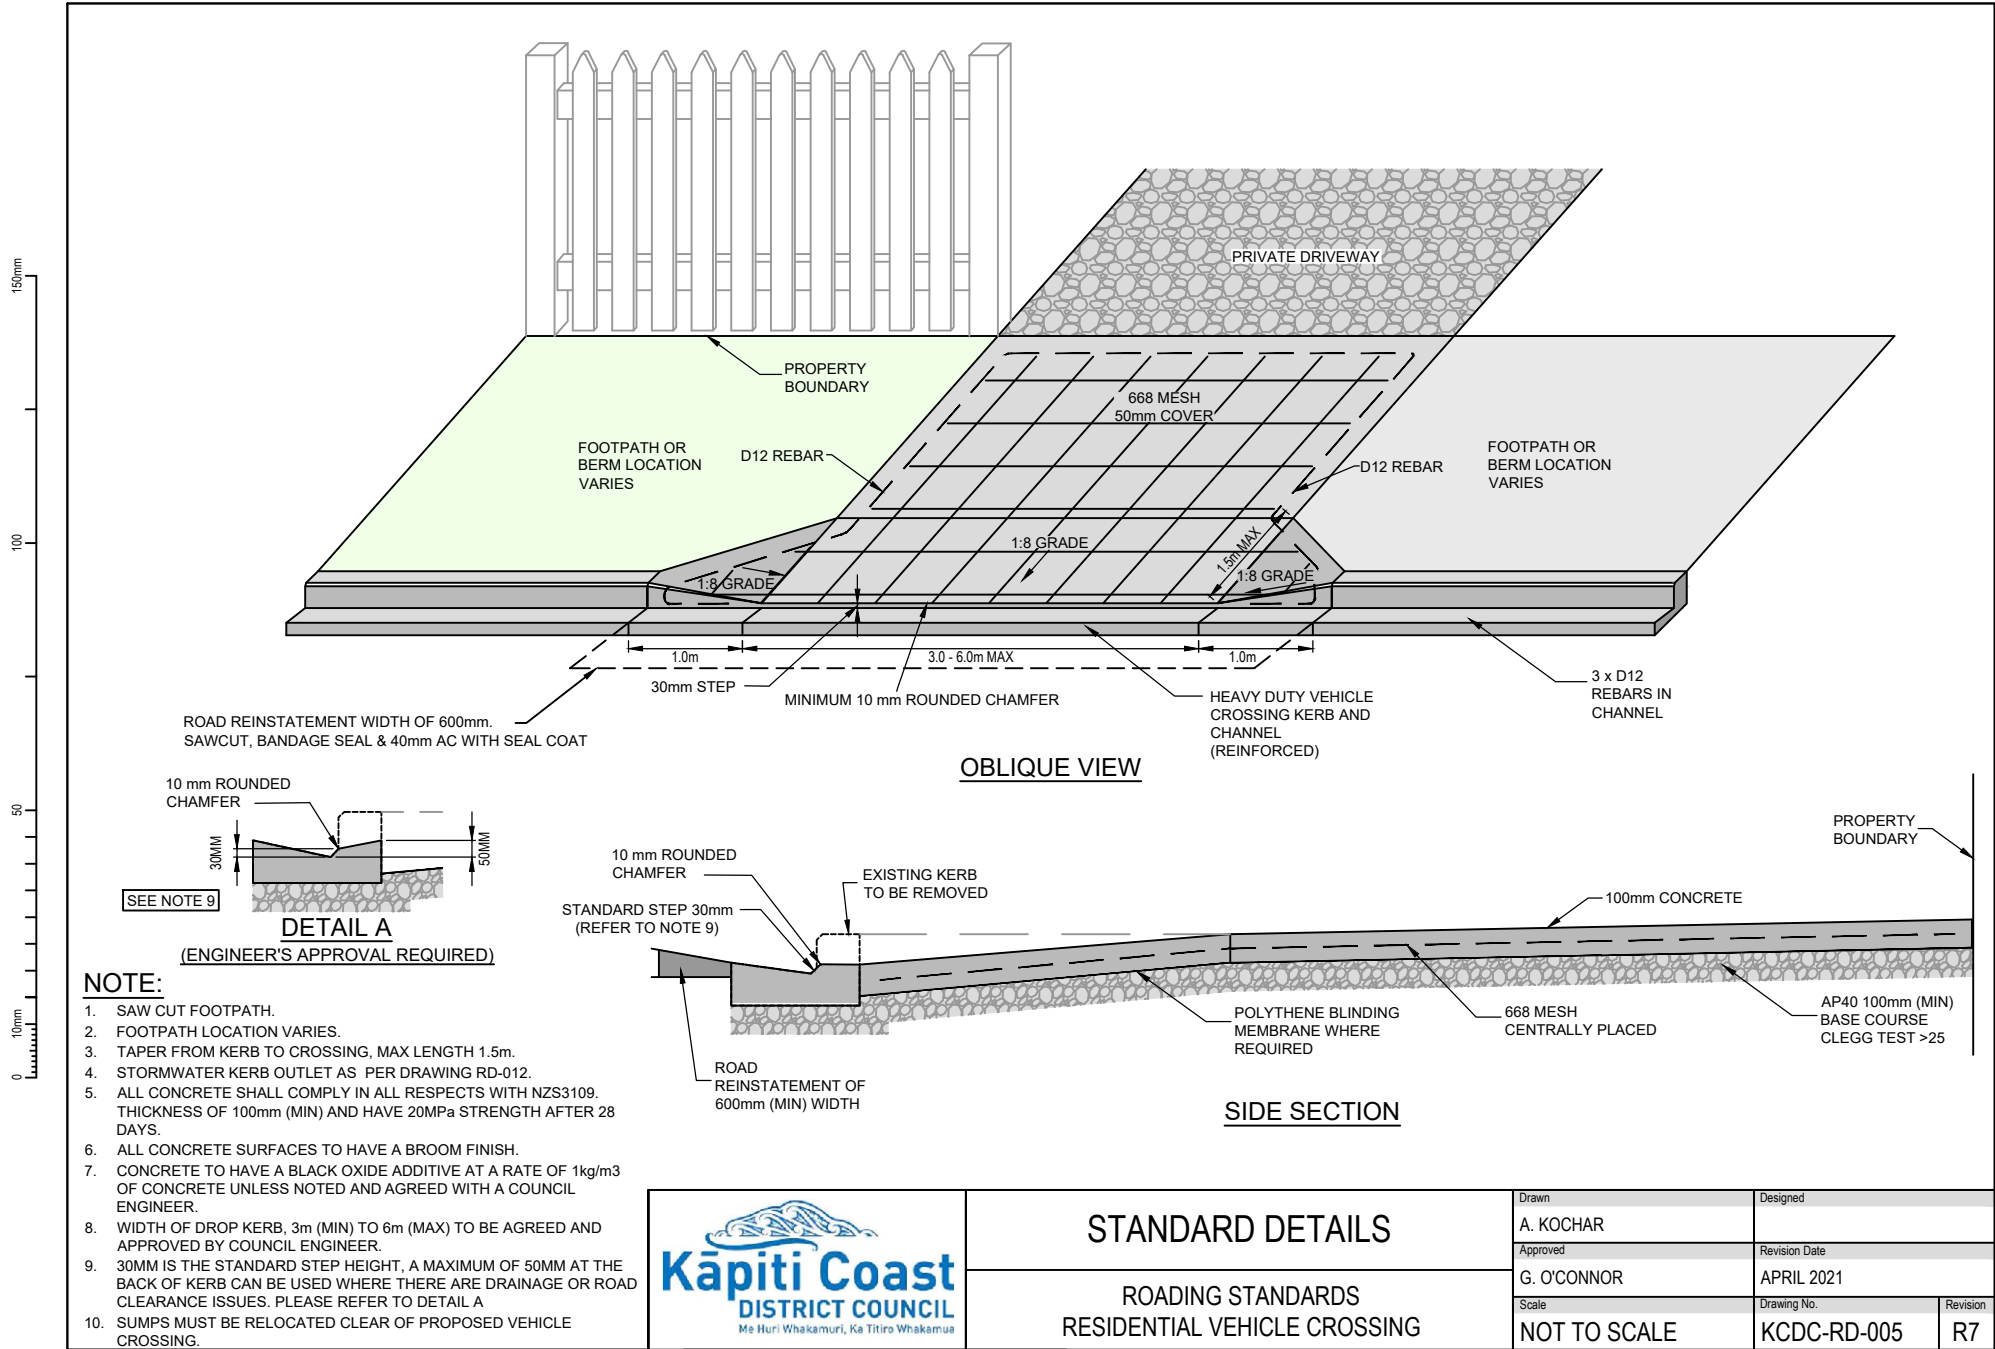 150mm
100
50
10mm
0
PRIVATE DRIVEWAY
PROPERTY
BOUNDARY
668 MESH
50mm COVER
FOOTPATH OR
BERM LOCATION
VARIES
D12 REBAR
D12 REBAR
FOOTPATH OR
BERM LOCATION
VARIES
1:8 GRADE
1.5m MAX
1:8 GRADE
1:8 GRADE
1.0m
3.0 - 6.0m MAX
1.0m
30mm STEP
MINIMUM 10 mm ROUNDED CHAMFER
HEAVY DUTY VEHICLE
CROSSING KERB AND
CHANNEL
(REINFORCED)
3 x D12
REBARS IN
CHANNEL
ROAD REINSTATEMENT WIDTH OF 600mm.
SAWCUT, BANDAGE SEAL & 40mm AC WITH SEAL COAT
OBLIQUE VIEW
10 mm ROUNDED
CHAMFER
30MM
50MM
SEE NOTE 9
DETAIL A
(ENGINEER'S APPROVAL REQUIRED)
10 mm ROUNDED
CHAMFER
EXISTING KERB
TO BE REMOVED
STANDARD STEP 30mm
(REFER TO NOTE 9)
PROPERTY
BOUNDARY
100mm CONCRETE
POLYTHENE BLINDING
MEMBRANE WHERE
REQUIRED
668 MESH
CENTRALLY PLACED
AP40 100mm (MIN)
BASE COURSE
CLEGG TEST >25
ROAD
REINSTATEMENT OF
600mm (MIN) WIDTH
SIDE SECTION
NOTE:
1. SAW CUT FOOTPATH.
2. FOOTPATH LOCATION VARIES.
3. TAPER FROM KERB TO CROSSING, MAX LENGTH 1.5m.
4. STORMWATER KERB OUTLET AS PER DRAWING RD-012.
5. ALL CONCRETE SHALL COMPLY IN ALL RESPECTS WITH NZS3109.
THICKNESS OF 100mm (MIN) AND HAVE 20MPa STRENGTH AFTER 28
DAYS.
6. ALL CONCRETE SURFACES TO HAVE A BROOM FINISH.
7. CONCRETE TO HAVE A BLACK OXIDE ADDITIVE AT A RATE OF 1kg/m3
OF CONCRETE UNLESS NOTED AND AGREED WITH A COUNCIL
ENGINEER.
8. WIDTH OF DROP KERB, 3m (MIN) TO 6m (MAX) TO BE AGREED AND
APPROVED BY COUNCIL ENGINEER.
9. 30MM IS THE STANDARD STEP HEIGHT, A MAXIMUM OF 50MM AT THE
BACK OF KERB CAN BE USED WHERE THERE ARE DRAINAGE OR ROAD
CLEARANCE ISSUES. PLEASE REFER TO DETAIL A
10. SUMPS MUST BE RELOCATED CLEAR OF PROPOSED VEHICLE
CROSSING.
Kāpiti Coast
DISTRICT COUNCIL
Me Huri Whakamuri, Ka Titiro Whakamua
STANDARD DETAILS
ROADING STANDARDS
RESIDENTIAL VEHICLE CROSSING
Drawn
A. KOCHAR
Designed
Approved
G. O'CONNOR
Revision Date
APRIL 2021
Scale
NOT TO SCALE
Drawing No.
KCDC-RD-005
Revision
R7